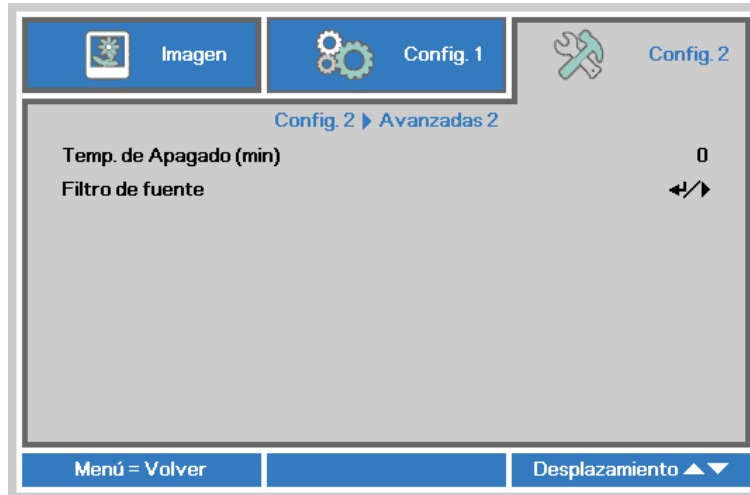 Imagen Config. 1 Config. 2
Config. 2 Avanzadas 2
Temp. de Apagado (min) 0
Filtro de fuente
Menú = Volver Desplazamiento